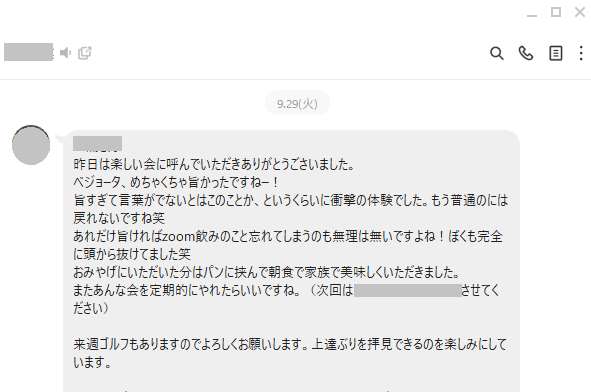 9.29(火)
昨日は楽しい会に呼んでいただきありがとうございました。
ベジョータ、めちゃくちゃ旨かったですねー！
旨すぎて言葉がでないとはこのことか、というくらいに衝撃の体験でした。もう普通のには
戻れないですね笑
あれだけ旨ければzoom飲みのこと忘れてしまうのも無理は無いですよね！ぼくも完全
に頭から抜けてました笑
おみやげにいただいた分はパンに挟んで朝食で家族で美味しくいただきました。
またあんな会を定期的にやれたらいいですね。（次回は させてく
ださい）
来週ゴルフもありますのでよろしくお願いします。上達ぶりを拝見できるのを楽しみにして
います。